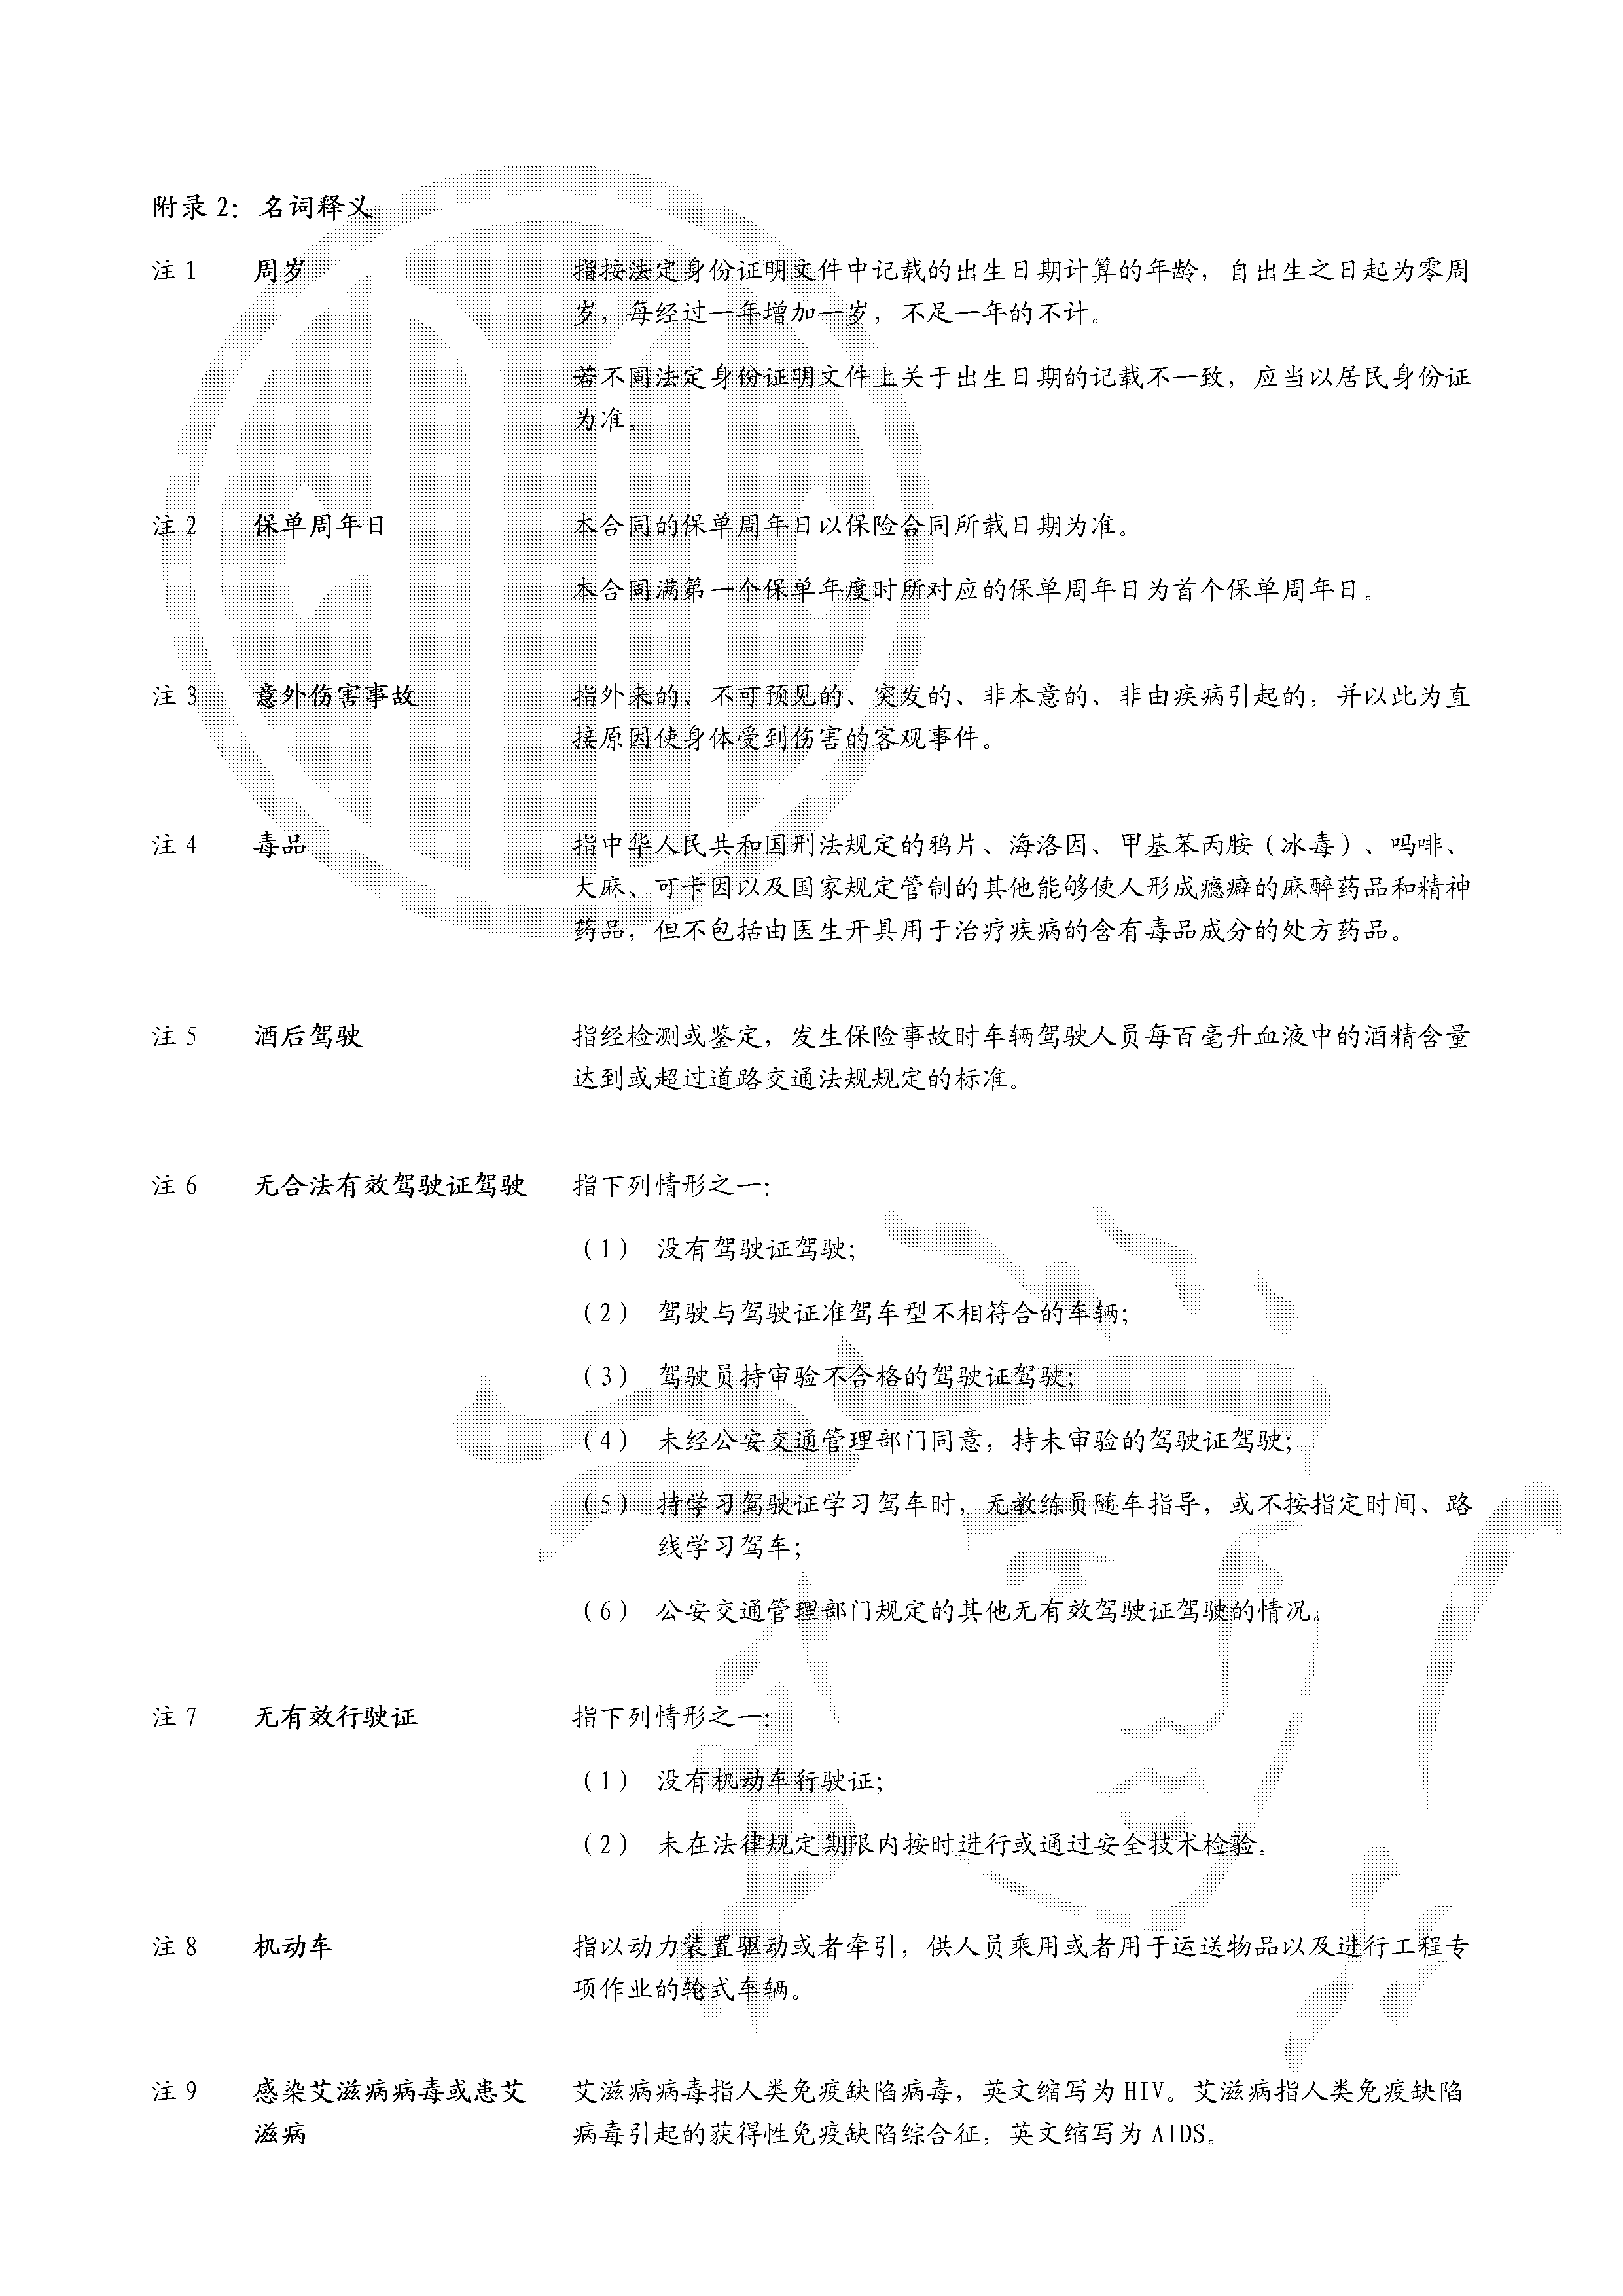 附录 2：名词释义
注 1 周岁 指按法定身份证明文件中记载的出生日期计算的年龄，自出生之日起为零周
岁，每经过一年增加一岁，不足一年的不计。
若不同法定身份证明文件上关于出生日期的记载不一致，应当以居民身份证
为准。
注 2 保单周年日 本合同的保单周年日以保险合同所载日期为准。
本合同满第一个保单年度时所对应的保单周年日为首个保单周年日。
注 3 意外伤害事故 指外来的、不可预见的、突发的、非本意的、非由疾病引起的，并以此为直
接原因使身体受到伤害的客观事件。
注 4 毒品 指中华人民共和国刑法规定的鸦片、海洛因、甲基苯丙胺（冰毒）、吗啡、
大麻、可卡因以及国家规定管制的其他能够使人形成瘾癖的麻醉药品和精神
药品，但不包括由医生开具用于治疗疾病的含有毒品成分的处方药品。
注 5 酒后驾驶 指经检测或鉴定，发生保险事故时车辆驾驶人员每百毫升血液中的酒精含量
达到或超过道路交通法规规定的标准。
注 6 无合法有效驾驶证驾驶 指下列情形之一：
（1） 没有驾驶证驾驶；
（2） 驾驶与驾驶证准驾车型不相符合的车辆；
（3） 驾驶员持审验不合格的驾驶证驾驶；
（4） 未经公安交通管理部门同意，持未审验的驾驶证驾驶；
（5） 持学习驾驶证学习驾车时，无教练员随车指导，或不按指定时间、路
线学习驾车；
（6） 公安交通管理部门规定的其他无有效驾驶证驾驶的情况。
注 7 无有效行驶证 指下列情形之一：
（1） 没有机动车行驶证；
（2） 未在法律规定期限内按时进行或通过安全技术检验。
注 8 机动车 指以动力装置驱动或者牵引，供人员乘用或者用于运送物品以及进行工程专
项作业的轮式车辆。
注 9 感染艾滋病病毒或患艾 艾滋病病毒指人类免疫缺陷病毒，英文缩写为 HIV。艾滋病指人类免疫缺陷
滋病 病毒引起的获得性免疫缺陷综合征，英文缩写为 AIDS。